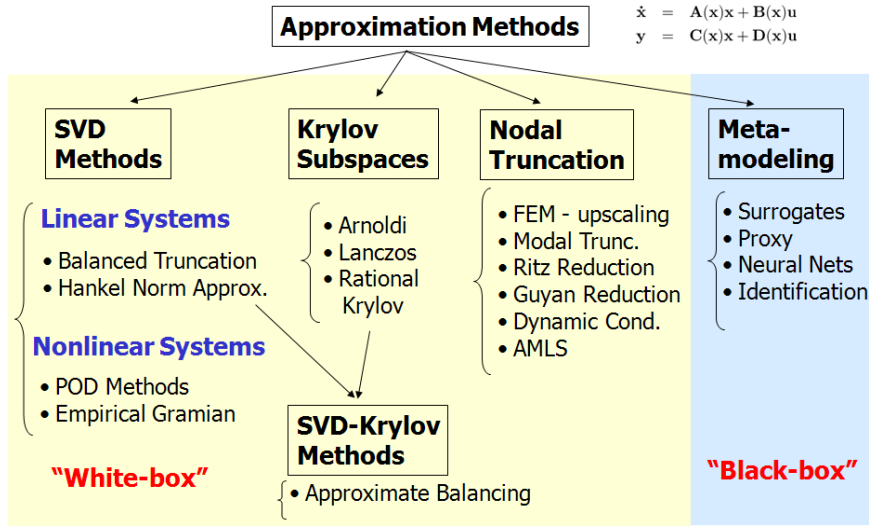 Approximation Methods
ẋ = A(x)x + B(x)u
y = C(x)x + D(x)u
SVD
Methods
Linear Systems
• Balanced Truncation
• Hankel Norm Approx.
Nonlinear Systems
• POD Methods
• Empirical Gramian
Krylov
Subspaces
• Arnoldi
• Lanczos
• Rational
Krylov
SVD-Krylov
Methods
• Approximate Balancing
Nodal
Truncation
• FEM - upscaling
• Modal Trunc.
• Ritz Reduction
• Guyan Reduction
• Dynamic Cond.
• AMLS
Meta-
modeling
• Surrogates
• Proxy
• Neural Nets
• Identification
“White-box”
“Black-box”